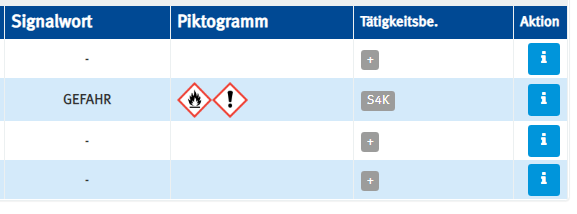 Signalwort Piktogramm Tätigkeitsbe. Aktion
- + i
GEFAHR ! S4K i
- + i
- + i